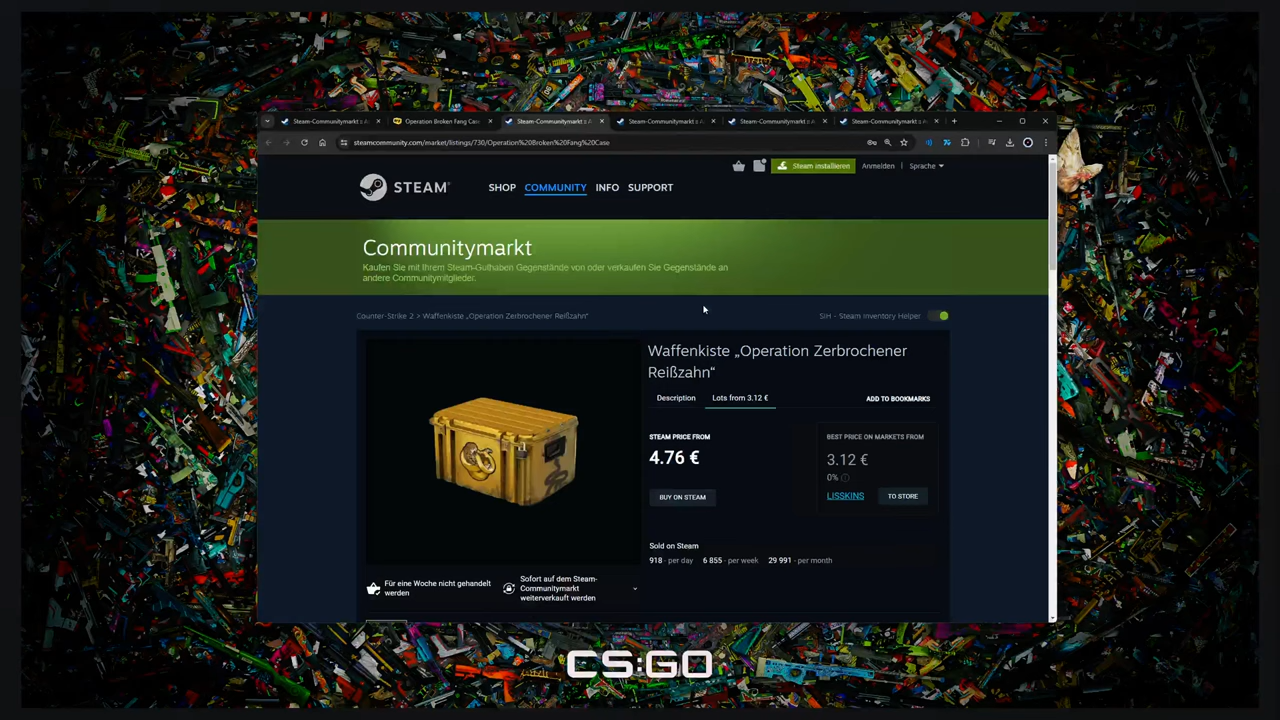 Steam-Communitymarkt :: A
Operation Broken Fang Case
Steam-Communitymarkt :: A
Steam-Communitymarkt :: A
Steam-Communitymarkt :: A
Steam-Communitymarkt ::
steamcommunity.com/market/listings/730/Operation%20Broken%20Fang%20Case
Steam installieren
Anmelden
Sprache
STEAM®
SHOP
COMMUNITY
INFO
SUPPORT
Communitymarkt
Kaufen Sie mit Ihrem Steam-Guthaben Gegenstände von oder verkaufen Sie Gegenstände an
andere Communitymitglieder.
Counter-Strike 2 > Waffenkiste „Operation Zerbrochener Reißzahn“
SIH - Steam Inventory Helper
Waffenkiste „Operation Zerbrochener
Reißzahn“
Description
Lots from 3.12 €
ADD TO BOOKMARKS
STEAM PRICE FROM
4.76 €
BUY ON STEAM
BEST PRICE ON MARKETS FROM
3.12 €
0%
LISSKINS
TO STORE
Sold on Steam
918 - per day
6 855 - per week
29 991 - per month
Für eine Woche nicht gehandelt
werden
Sofort auf dem Steam-
Communitymarkt
weiterverkauft werden
CS:GO